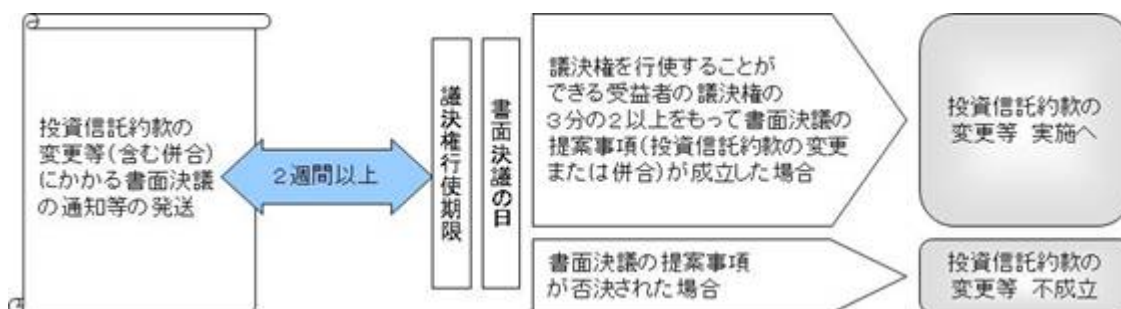 投資信託約款の
変更等(含む併合)
にかかる書面決議
の通知等の発送
2週間以上
議決権行使期限
書面決議の日
議決権を行使することが
できる受益者の議決権の
3分の2以上をもって書面決議の
提案事項(投資信託約款の変更
または併合)が成立した場合
投資信託約款の
変更等 実施へ
書面決議の提案事項
が否決された場合
投資信託約款の
変更等 不成立